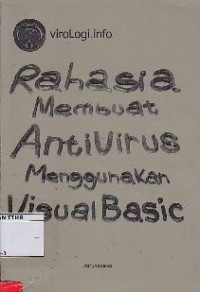 viroLogi.info
Rahasia
Membuat
AntiVirus
Menggunakan
Visual Basic